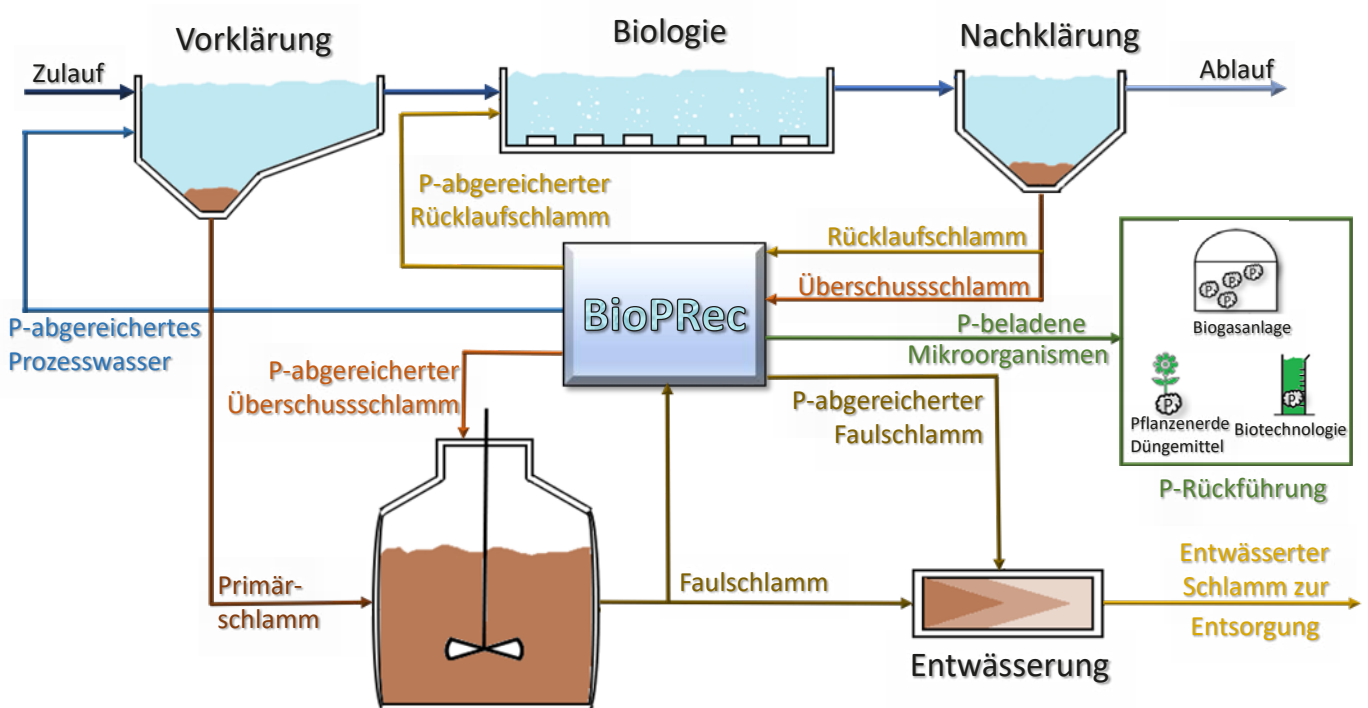 Vorklärung
Biologie
Nachklärung
Zulauf
Ablauf
P-abgereicherter
Rücklaufschlamm
Rücklaufschlamm
Überschussschlamm
BioPRec
P-abgereichertes
Prozesswasser
P-beladene
Mikroorganismen
P
P
P
P
P
Biogasanlage
P-abgereicherter
Überschussschlamm
P-abgereicherter
Faulschlamm
P
P
Pflanzenerde
Düngemittel
Biotechnologie
P-Rückführung
Primär-
schlamm
Faulschlamm
Entwässerter
Schlamm zur
Entsorgung
Entwässerung